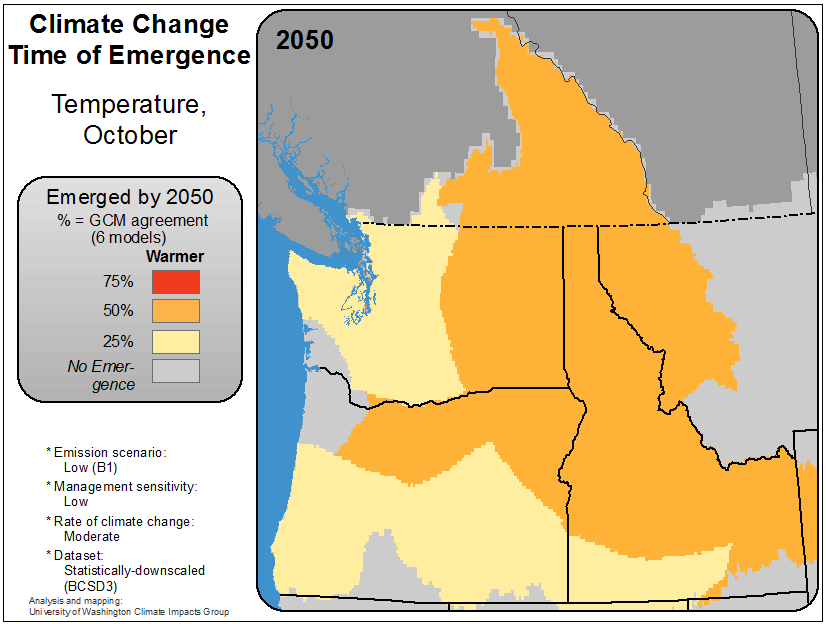 Climate Change
Time of Emergence
Temperature,
October
2050
Emerged by 2050
% = GCM agreement
(6 models)
Warmer
75%
50%
25%
No Emer-
gence
* Emission scenario:
Low (B1)
* Management sensitivity:
Low
* Rate of climate change:
Moderate
* Dataset:
Statistically-downscaled
(BCSD3)
Analysis and mapping:
University of Washington Climate Impacts Group